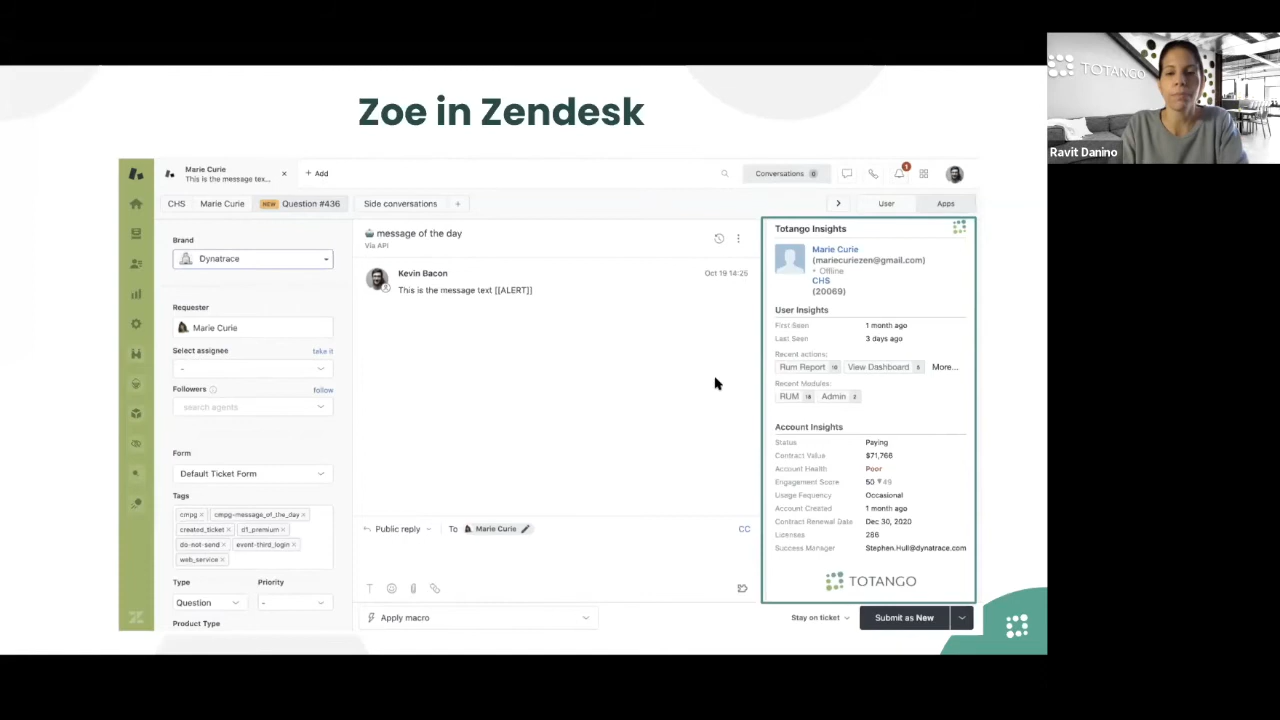 Zoe in Zendesk
Marie Curie
This is the message tex...
+ Add
Conversations 0
1
CHS
Marie Curie
NEW Question #436
Side conversations
+
User
Apps
Brand
Dynatrace
Requester
Marie Curie
Select assignee
take it
-
Followers
follow
search agents
Form
Default Ticket Form
Tags
cmpg ×
cmpg-message_of_the_day ×
created_ticket ×
d1_premium ×
do-not-send ×
event-third_login ×
web_service ×
Type
Priority
Question
-
Product Type
message of the day
Via API
Kevin Bacon
Oct 19 14:25
This is the message text [[ALERT]]
Public reply
To
Marie Curie
CC
Apply macro
Stay on ticket
Submit as New
Totango Insights
Marie Curie
(mariecuriezen@gmail.com)
• Offline
CHS
(20069)
User Insights
First Seen 1 month ago
Last Seen 3 days ago
Recent actions:
Rum Report 10 View Dashboard 5 More...
Recent Modules:
RUM 18 Admin 2
Account Insights
Status Paying
Contract Value $71,766
Account Health Poor
Engagement Score 50 ▼49
Usage Fequency Occasional
Account Created 1 month ago
Contract Renewal Date Dec 30, 2020
Licenses 286
Success Manager Stephen.Hull@dynatrace.com
TOTANGO
TOTANGO
Ravit Danino